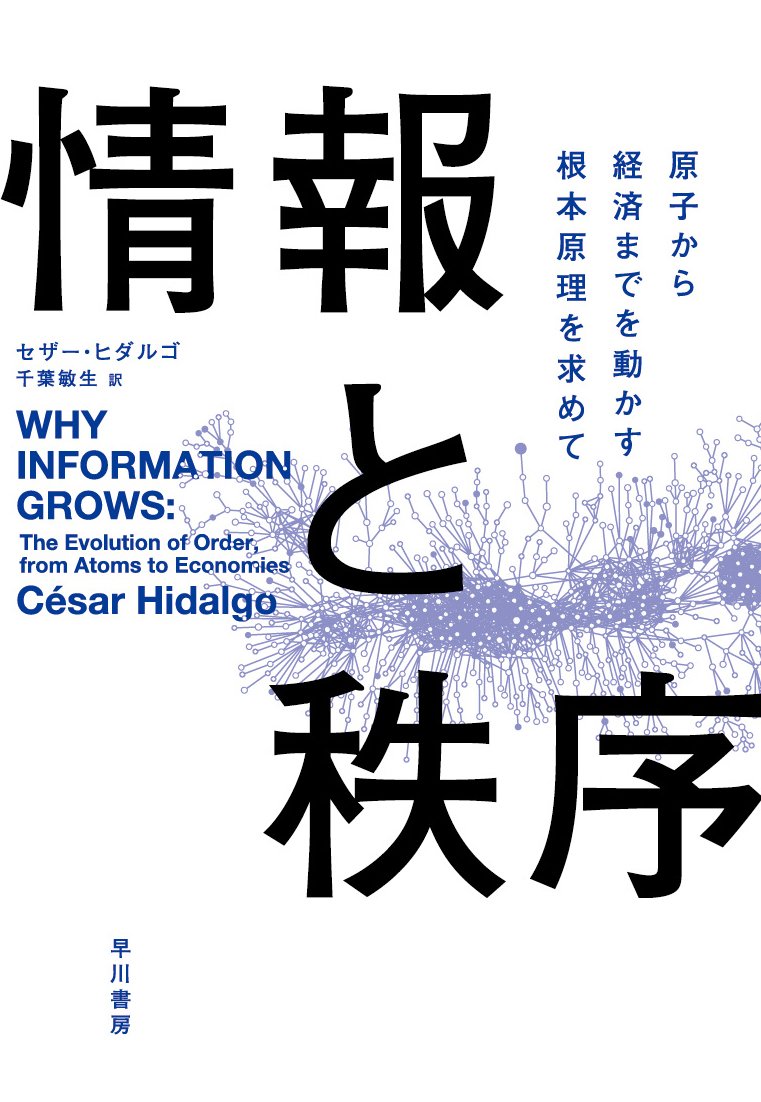 情報
と
秩序
原子から
経済までを動かす
根本原理を求めて
セザー・ヒダルゴ
千葉敏生 訳
WHY
INFORMATION
GROWS:
The Evolution of Order,
from Atoms to Economies
César Hidalgo
早川書房